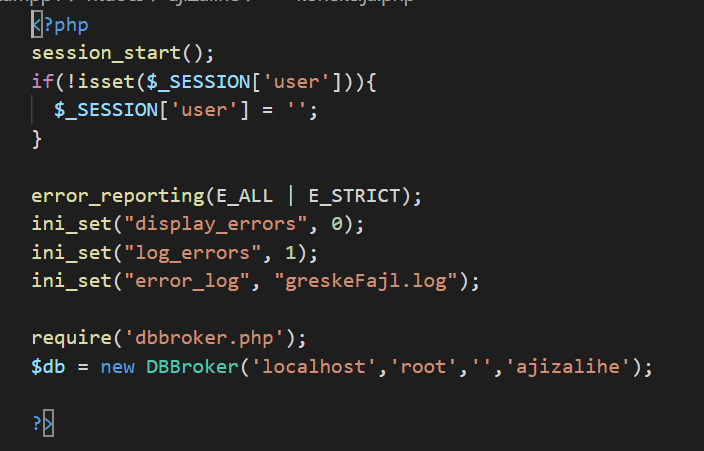 <?php
session_start();
if(!isset($_SESSION['user'])){
$_SESSION['user'] = '';
}
error_reporting(E_ALL | E_STRICT);
ini_set("display_errors", 0);
ini_set("log_errors", 1);
ini_set("error_log", "greskeFajl.log");
require('dbbroker.php');
$db = new DBBroker('localhost','root','','ajizalihe');
?>